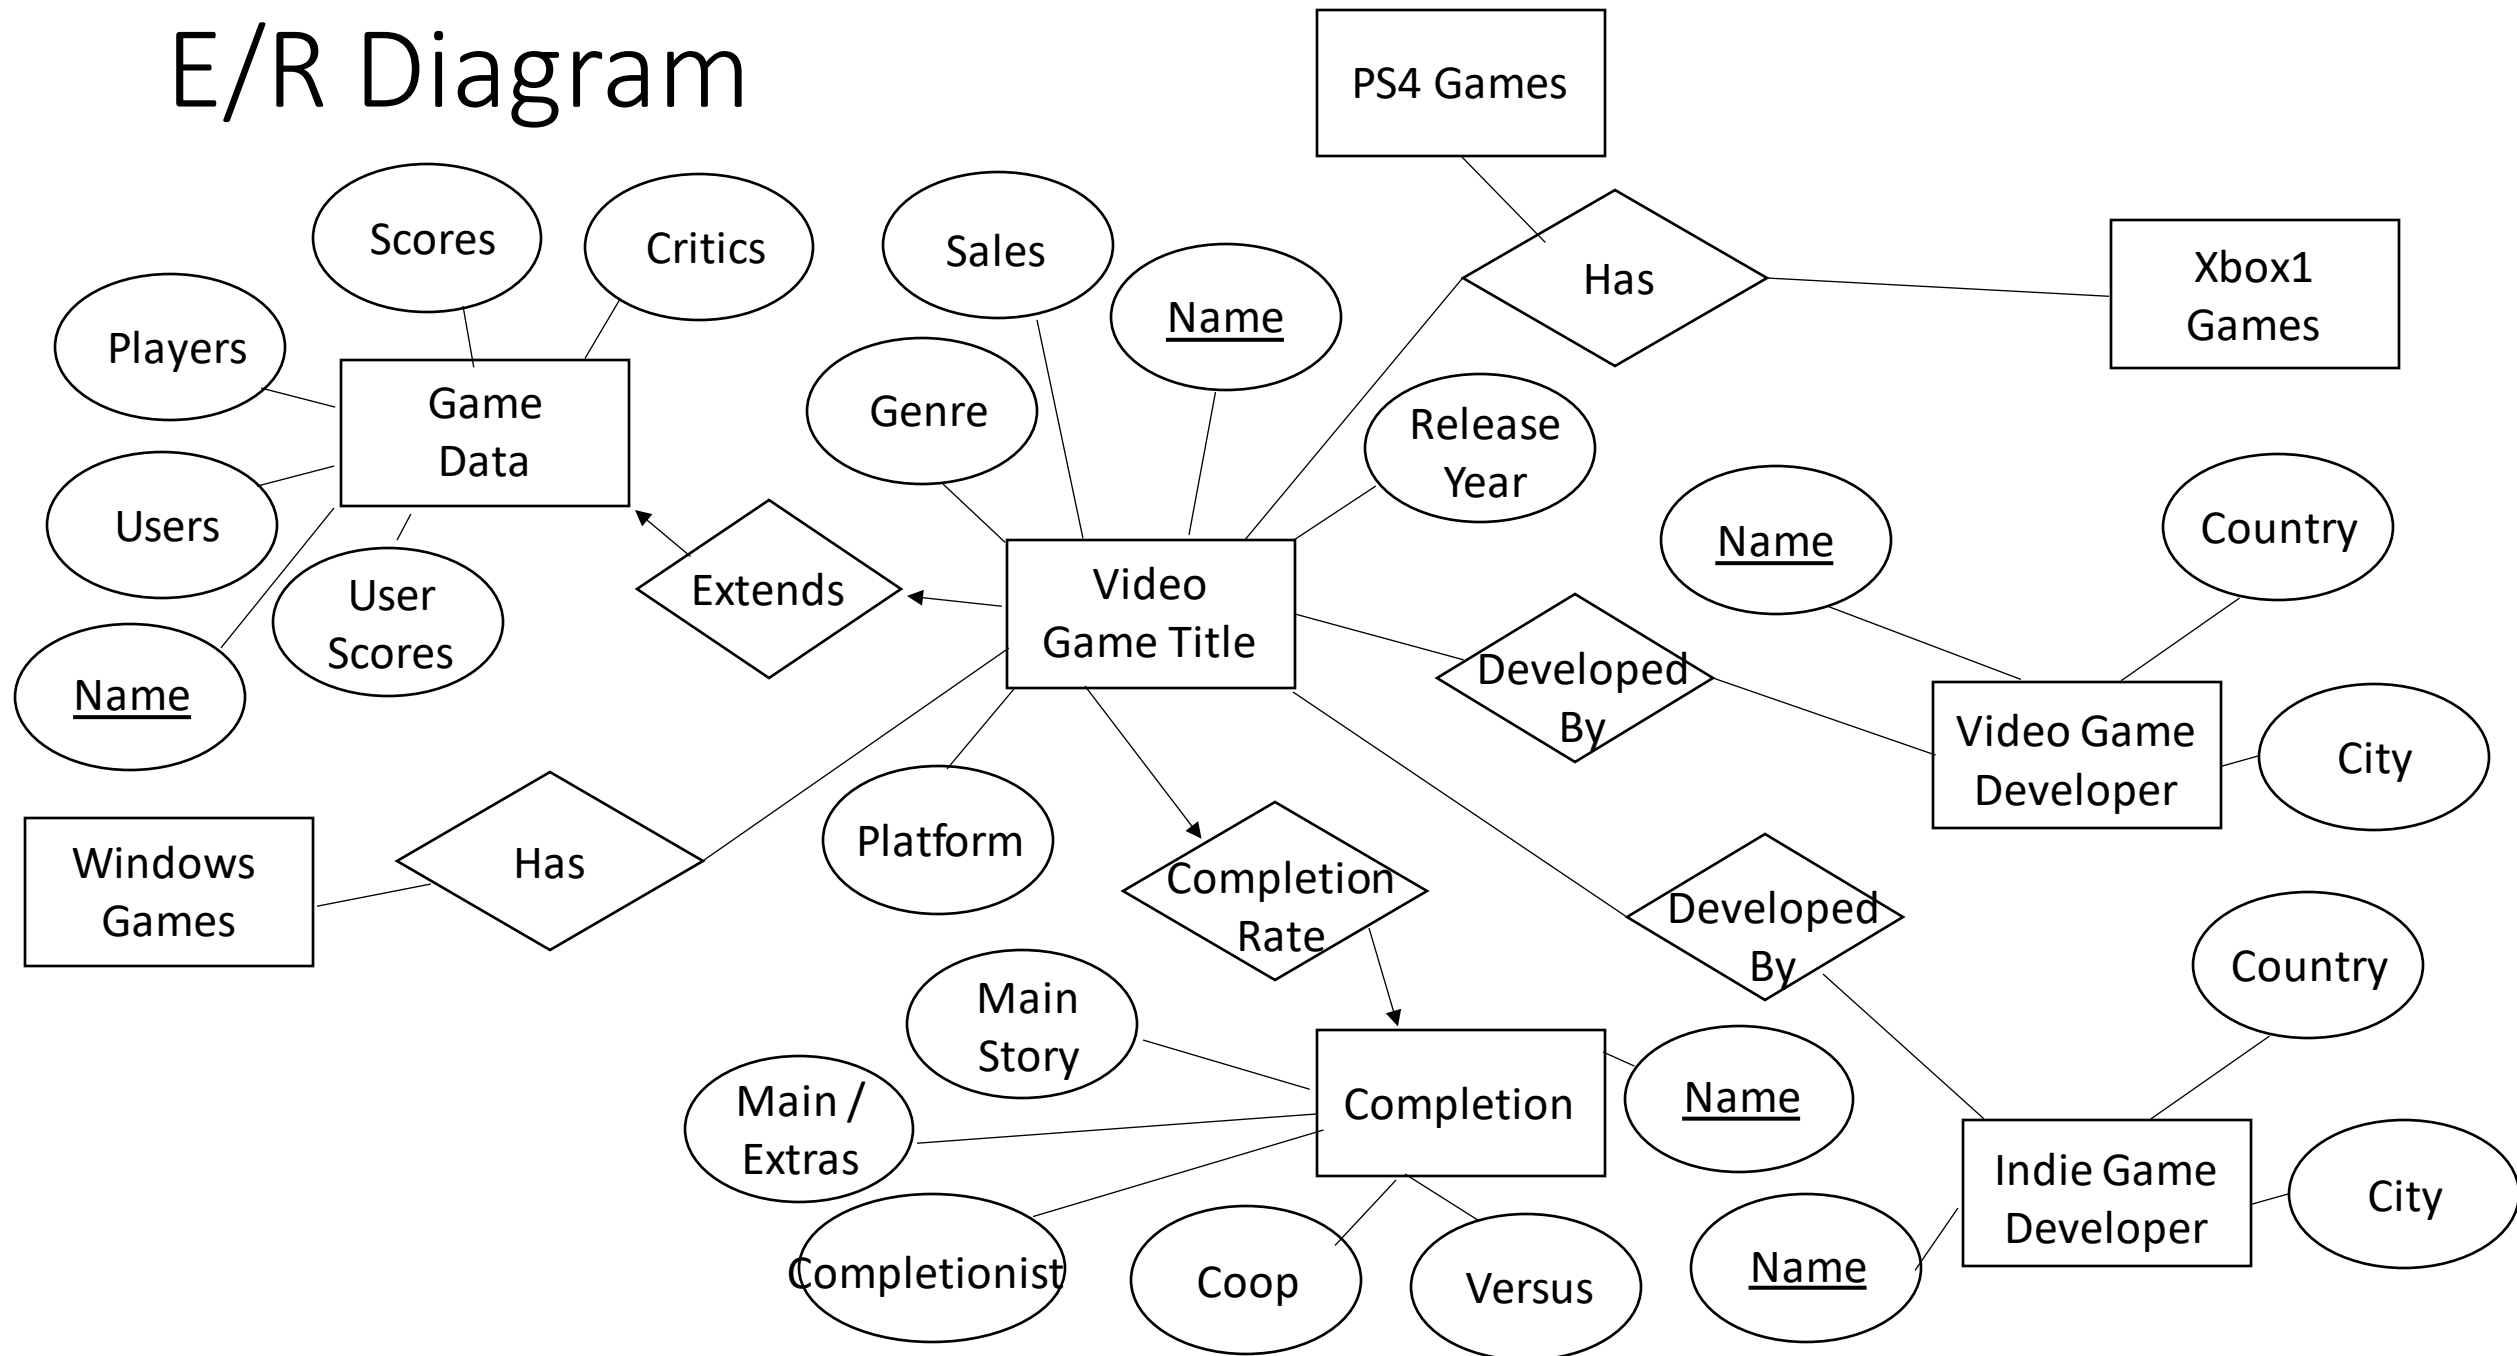 E/R Diagram
PS4 Games
Scores
Critics
Sales
Name
Has
Xbox1
Games
Players
Game
Data
Genre
Release
Year
Users
User
Scores
Name
Extends
Video
Game Title
Name
Country
Developed
By
Video Game
Developer
City
Windows
Games
Has
Platform
Completion
Rate
Developed
By
Country
Main
Story
Main /
Extras
Completion
Name
Completionist
Coop
Versus
Name
Indie Game
Developer
City